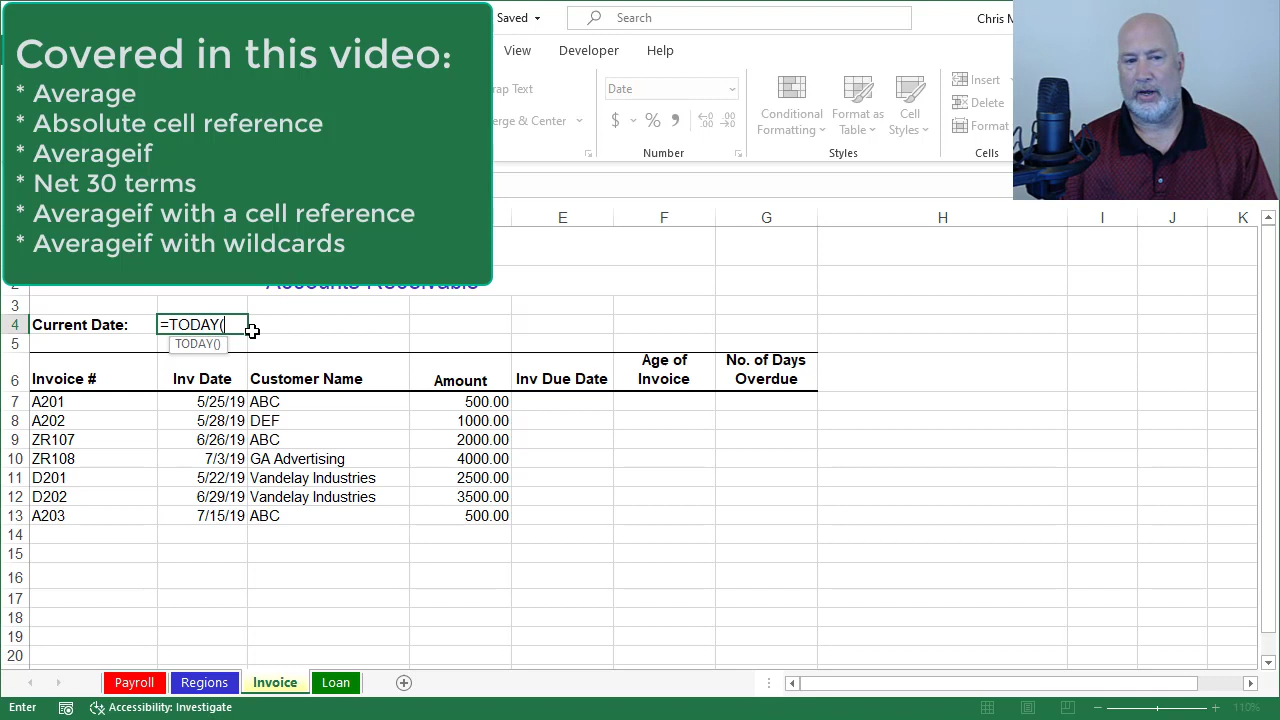 Covered in this video:
* Average
* Absolute cell reference
* Averageif
* Net 30 terms
* Averageif with a cell reference
* Averageif with wildcards
Saved
Search
Chris M
View Developer Help
rap Text
erge & Center
Date
$ % ,
Number
Conditional Formatting
Format as Table
Cell Styles
Styles
Insert
Delete
Format
Cells
E F G H I J K
2 Accounts Receivable
3
4 Current Date: =TODAY(
TODAY()
5
6 Invoice # Inv Date Customer Name Amount Inv Due Date Age of Invoice No. of Days Overdue
7 A201 5/25/19 ABC 500.00
8 A202 5/28/19 DEF 1000.00
9 ZR107 6/26/19 ABC 2000.00
10 ZR108 7/3/19 GA Advertising 4000.00
11 D201 5/22/19 Vandelay Industries 2500.00
12 D202 6/29/19 Vandelay Industries 3500.00
13 A203 7/15/19 ABC 500.00
14
15
16
17
18
19
20
Payroll Regions Invoice Loan
Enter Accessibility: Investigate 110%